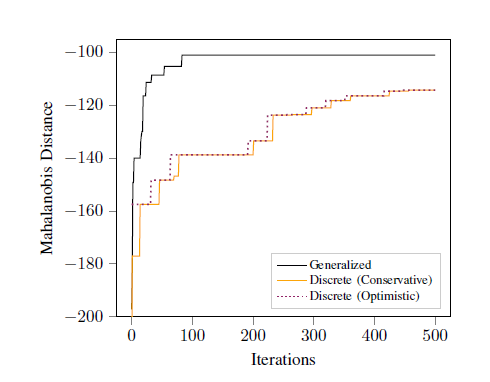 −100
−120
−140
−160
−180
−200
Mahalanobis Distance
Generalized
Discrete (Conservative)
Discrete (Optimistic)
0 100 200 300 400 500
Iterations